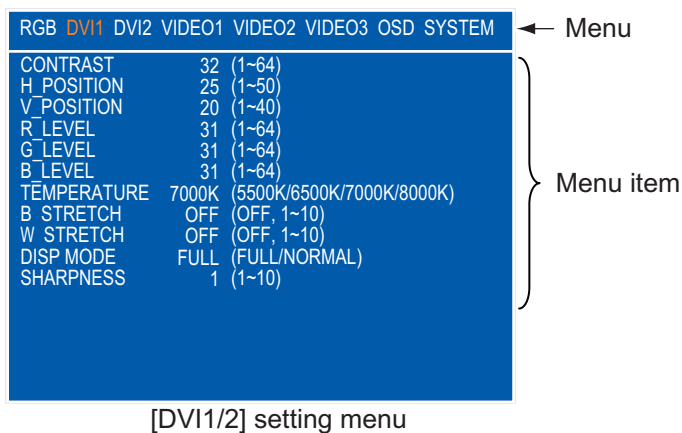 RGB DVI1 DVI2 VIDEO1 VIDEO2 VIDEO3 OSD SYSTEM
Menu
CONTRAST 32 (1~64)
H_POSITION 25 (1~50)
V_POSITION 20 (1~40)
R_LEVEL 31 (1~64)
G_LEVEL 31 (1~64)
B_LEVEL 31 (1~64)
TEMPERATURE 7000K (5500K/6500K/7000K/8000K)
B STRETCH OFF (OFF, 1~10)
W STRETCH OFF (OFF, 1~10)
DISP MODE FULL (FULL/NORMAL)
SHARPNESS 1 (1~10)
Menu item
[DVI1/2] setting menu